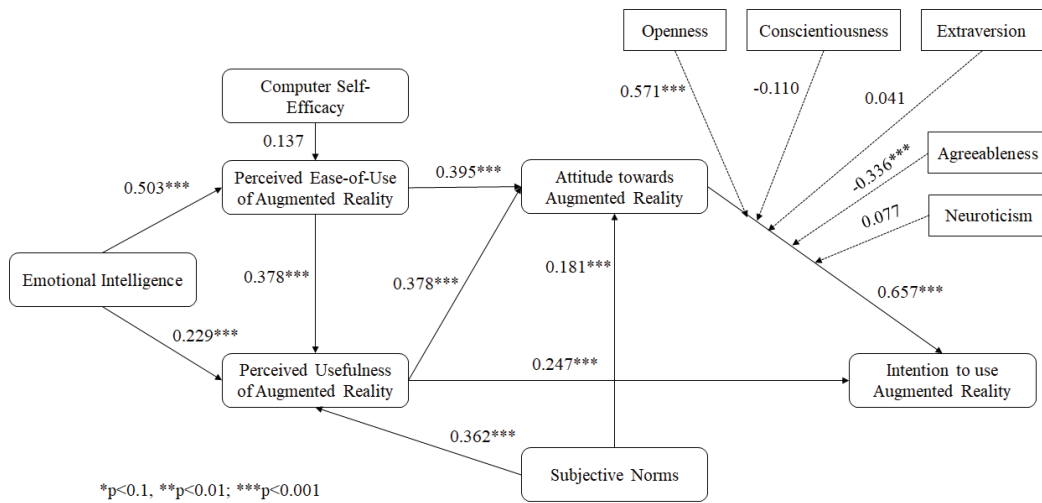 Openness
Conscientiousness
Extraversion
0.571***
-0.110
0.041
Computer Self-
Efficacy
0.137
Agreeableness
-0.336***
Neuroticism
0.077
0.503***
Perceived Ease-of-Use
of Augmented Reality
0.395***
Attitude towards
Augmented Reality
Emotional Intelligence
0.378***
0.378***
0.181***
0.657***
0.229***
Perceived Usefulness
of Augmented Reality
0.247***
Intention to use
Augmented Reality
0.362***
Subjective Norms
*p<0.1, **p<0.01; ***p<0.001